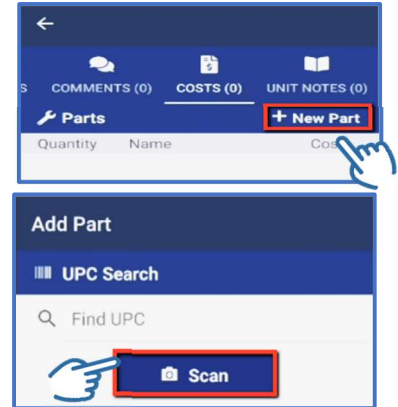 S COMMENTS (0) COSTS (0) UNIT NOTES (0)
Parts + New Part
Quantity Name Cos
Add Part
UPC Search
Find UPC
Scan